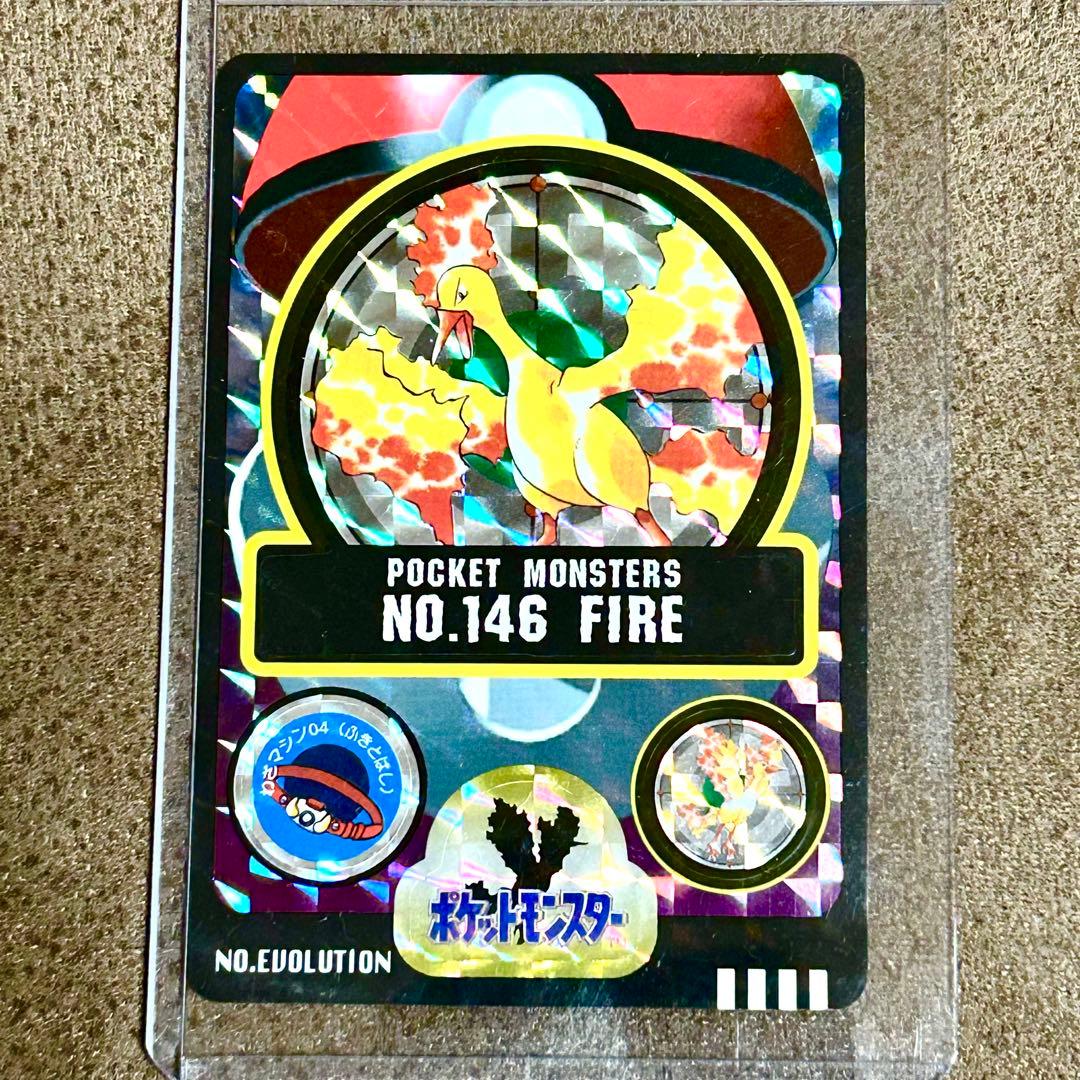 POCKET MONSTERS
NO.146 FIRE
わざマシン04 (ふきとばし)
ポケットモンスター
NO.EVOLUTION